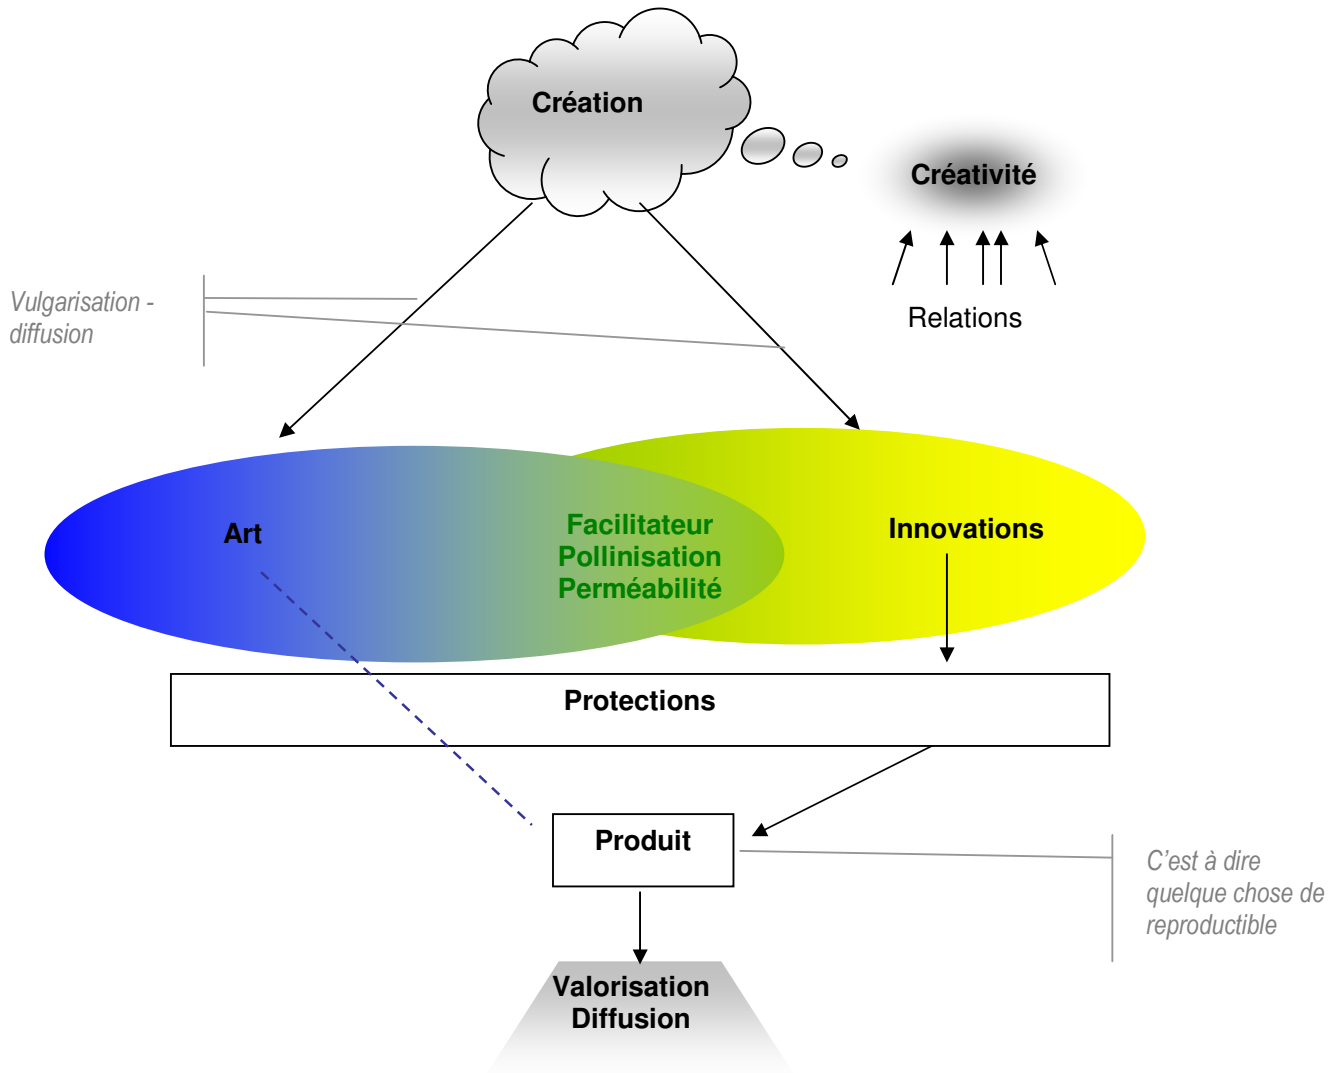 Création
Créativité
Relations
Vulgarisation -
diffusion
Art
Facilitateur
Pollinisation
Perméabilité
Innovations
Protections
Produit
C'est à dire
quelque chose de
reproductible
Valorisation
Diffusion